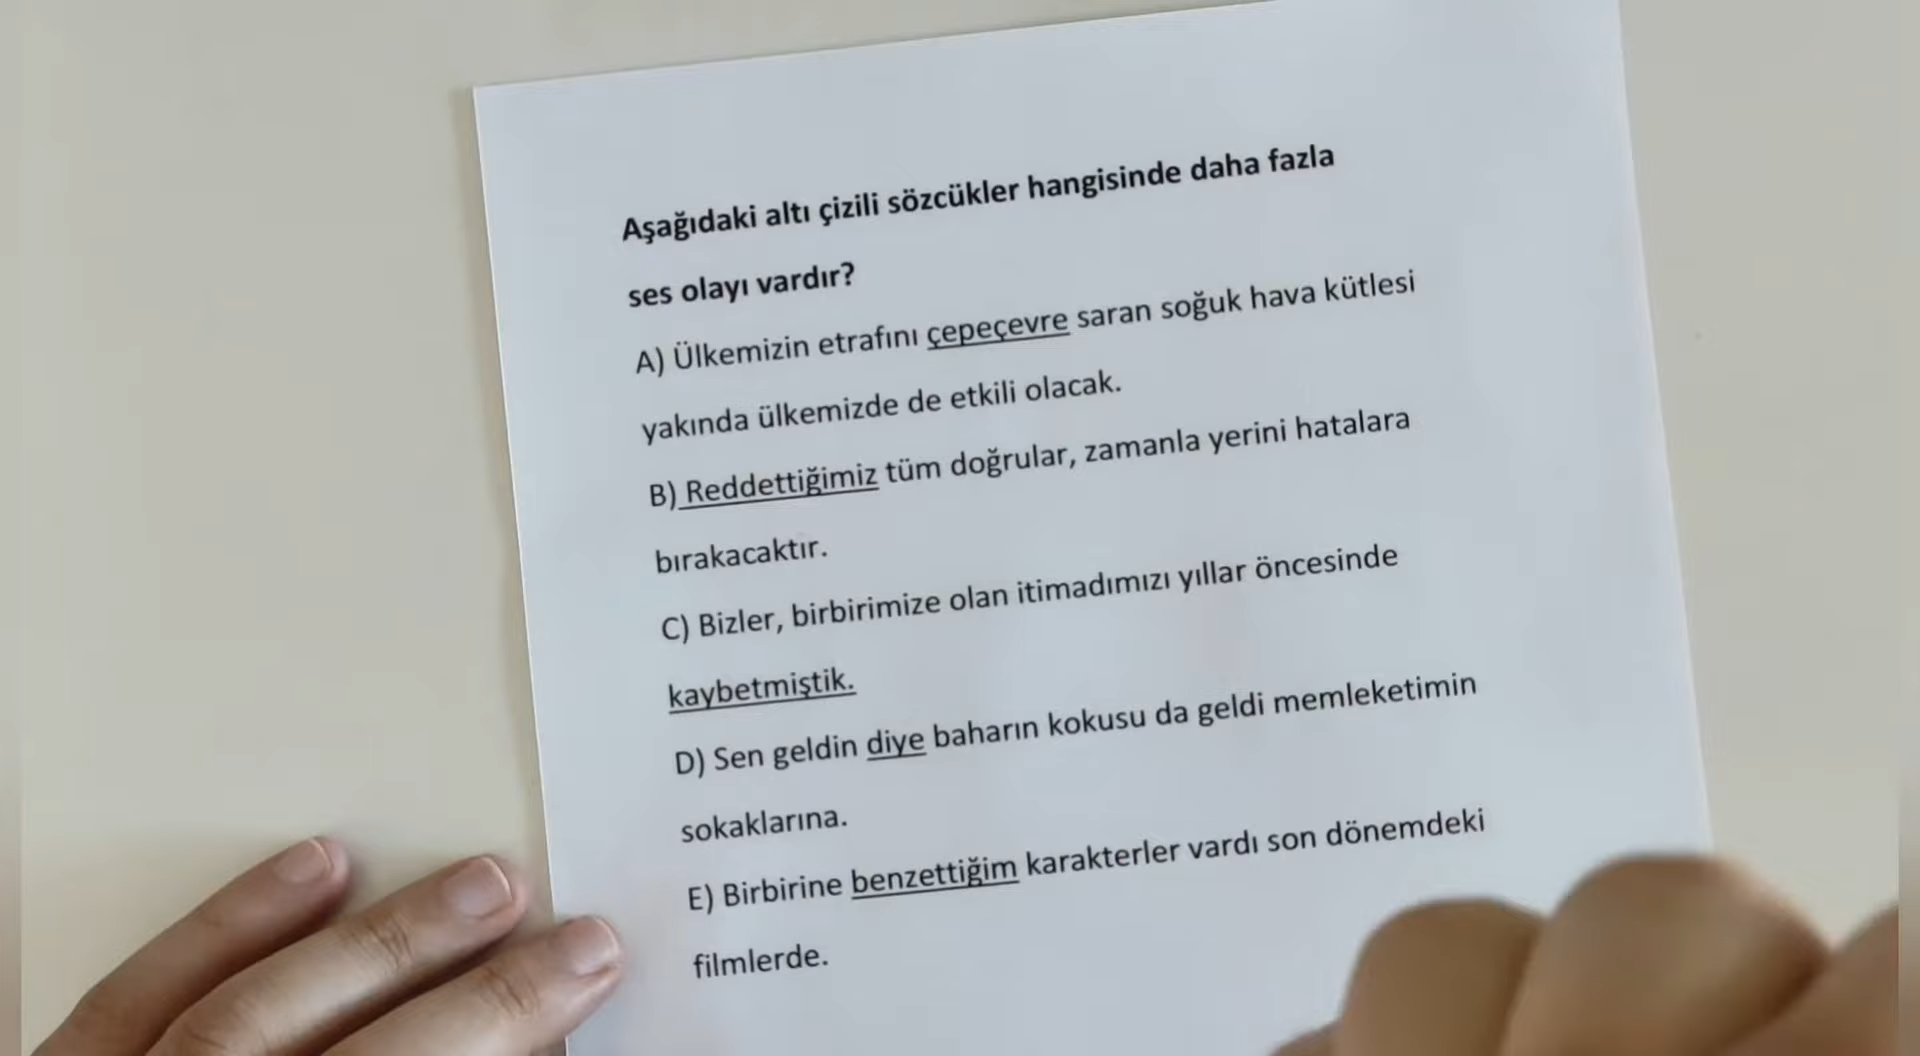 Aşağıdaki altı çizili sözcükler hangisinde daha fazla
ses olayı vardır?
A) Ülkemizin etrafını çepeçevre saran soğuk hava kütlesi
yakında ülkemizde de etkili olacak.
B) Reddettiğimiz tüm doğrular, zamanla yerini hatalara
bırakacaktır.
C) Bizler, birbirimize olan itimadımızı yıllar öncesinde
kaybetmiştik.
D) Sen geldin diye baharın kokusu da geldi memleketimin
sokaklarına.
E) Birbirine benzettiğim karakterler vardı son dönemdeki
filmlerde.